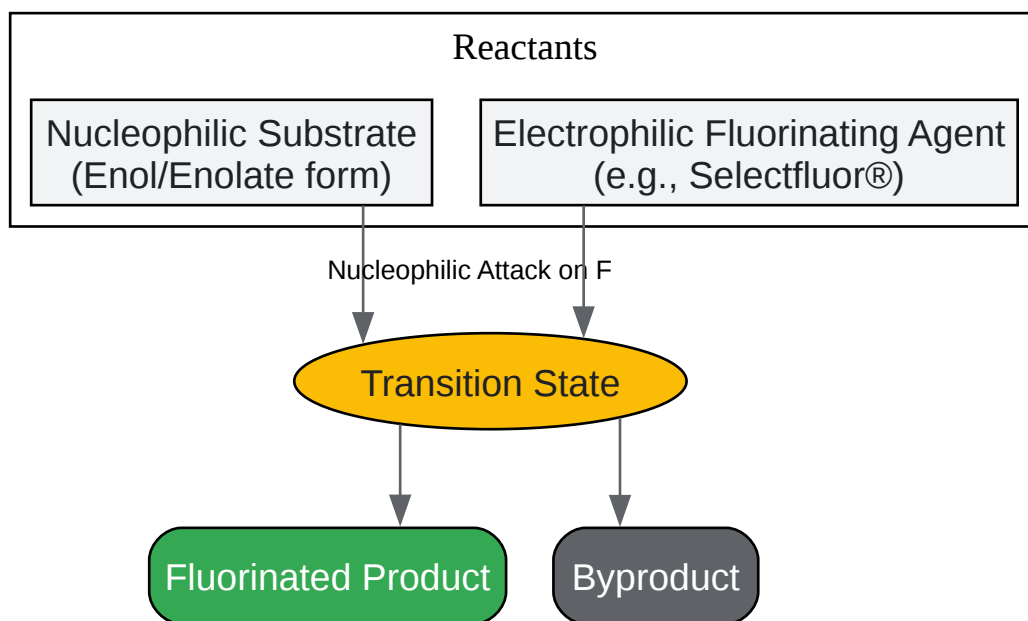 Reactants
Nucleophilic Substrate
(Enol/Enolate form)
Electrophilic Fluorinating Agent
(e.g., Selectfluor®)
Nucleophilic Attack on F
Transition State
Fluorinated Product
Byproduct